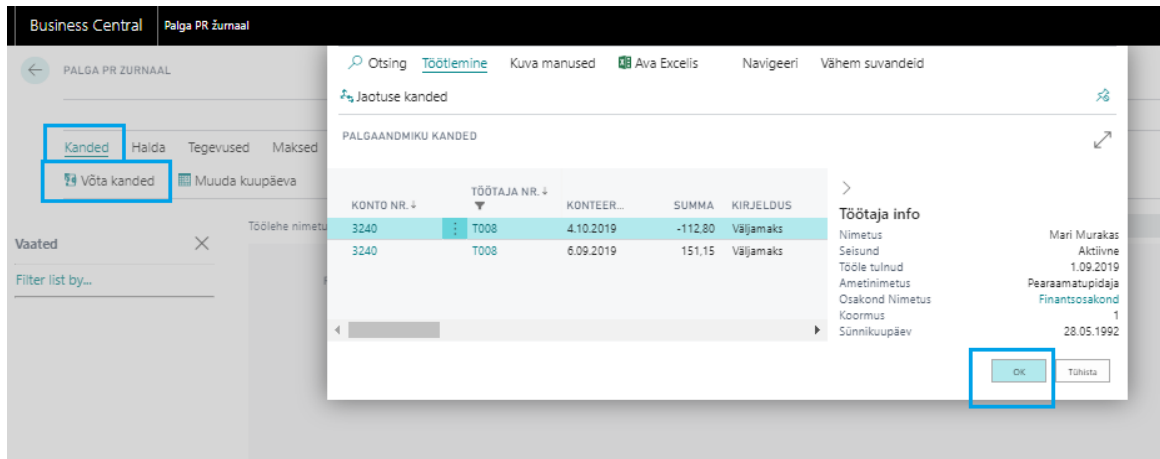 Business Central Palga PR žurnaal
PALGA PR ZURNAAL
Kanded Halda Tegevused Maksed
Võta kanded Muuda kuupäeva
Töölehe nimetu
Vaated
Filter list by...
Otsing Töötlemine Kuva manused Ava Excelis Navigeeri Vähem suvandeid
Jaotuse kanded
PALGAANDMIKU KANDED
KONTO NR. ↓ TÖÖTAJA NR. ↓ KONTEER... SUMMA KIRJELDUS
3240 T008 4.10.2019 -112,80 Väljamaks
3240 T008 6.09.2019 151,15 Väljamaks
Töötaja info
Nimetus Mari Murakas
Seisund Aktiivne
Tööle tulnud 1.09.2019
Ametinimetus Pearaamatupidaja
Osakond Nimetus Finantsosakond
Koormus 1
Sünnikuupäev 28.05.1992
OK Tühista